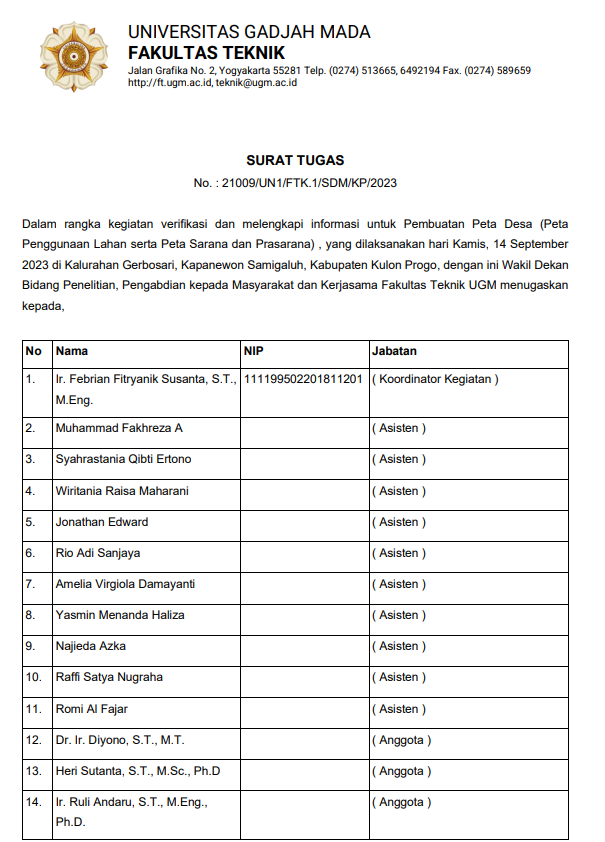 UNIVERSITAS GADJAH MADA
FAKULTAS TEKNIK
Jalan Grafika No. 2, Yogyakarta 55281 Telp. (0274) 513665, 6492194 Fax. (0274) 589659
http://ft.ugm.ac.id, teknik@ugm.ac.id
SURAT TUGAS
No. : 21009/UN1/FTK.1/SDM/KP/2023
Dalam rangka kegiatan verifikasi dan melengkapi informasi untuk Pembuatan Peta Desa (Peta
Penggunaan Lahan serta Peta Sarana dan Prasarana) , yang dilaksanakan hari Kamis, 14 September
2023 di Kalurahan Gerbosari, Kapanewon Samigaluh, Kabupaten Kulon Progo, dengan ini Wakil Dekan
Bidang Penelitian, Pengabdian kepada Masyarakat dan Kerjasama Fakultas Teknik UGM menugaskan
kepada,
No Nama NIP Jabatan
1. Ir. Febrian Fitryanik Susanta, S.T., 111199502201811201 ( Koordinator Kegiatan )
M.Eng.
2. Muhammad Fakhreza A ( Asisten )
3. Syahrastania Qibti Ertono ( Asisten )
4. Wiritania Raisa Maharani ( Asisten )
5. Jonathan Edward ( Asisten )
6. Rio Adi Sanjaya ( Asisten )
7. Amelia Virgiola Damayanti ( Asisten )
8. Yasmin Menanda Haliza ( Asisten )
9. Najieda Azka ( Asisten )
10. Raffi Satya Nugraha ( Asisten )
11. Romi Al Fajar ( Asisten )
12. Dr. Ir. Diyono, S.T., M.T. ( Anggota )
13. Heri Sutanta, S.T., M.Sc., Ph.D ( Anggota )
14. Ir. Ruli Andaru, S.T., M.Eng., ( Anggota )
Ph.D.